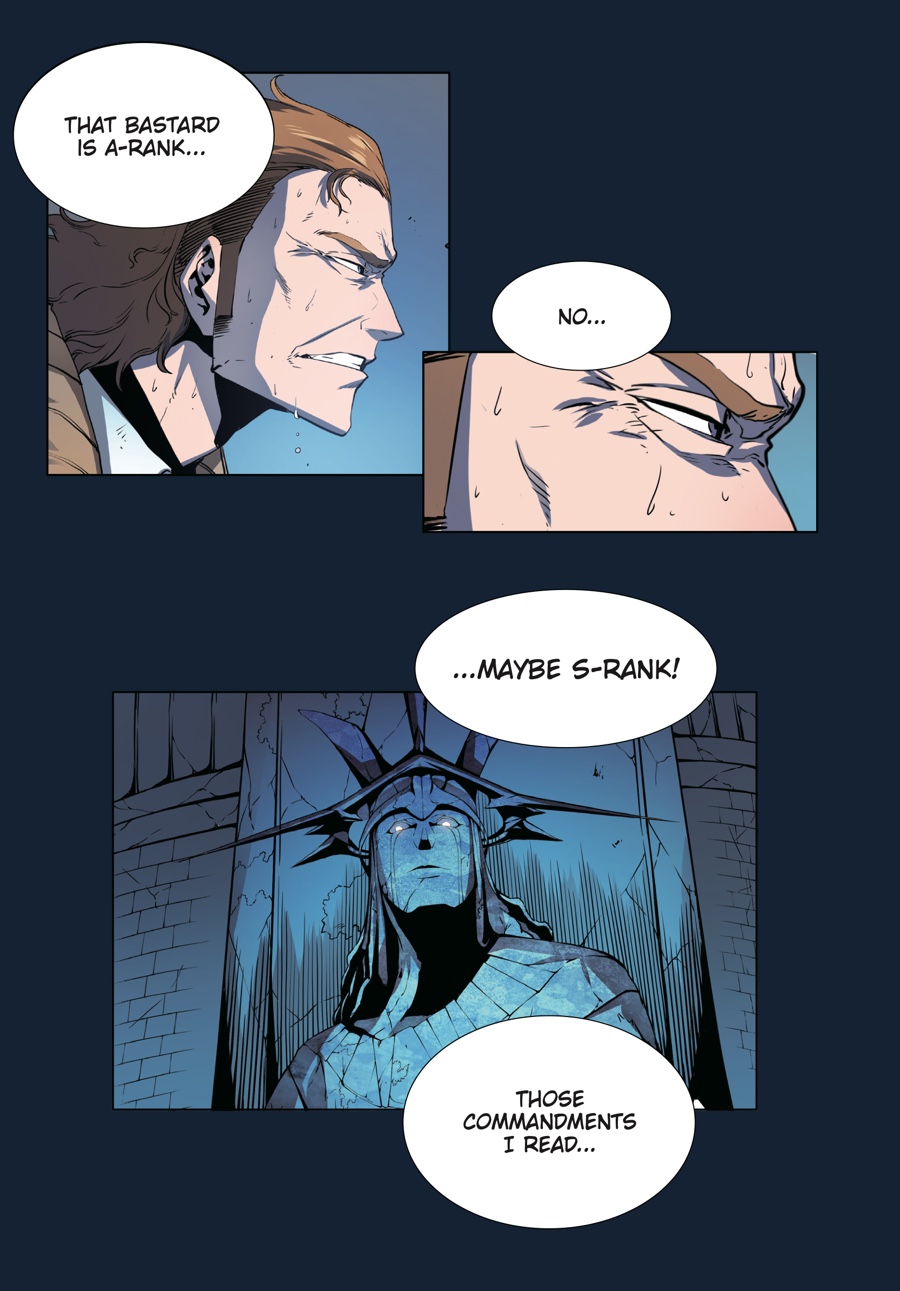 THAT BASTARD
IS A-RANK...
NO...
...MAYBE S-RANK!
THOSE
COMMANDMENTS
I READ...